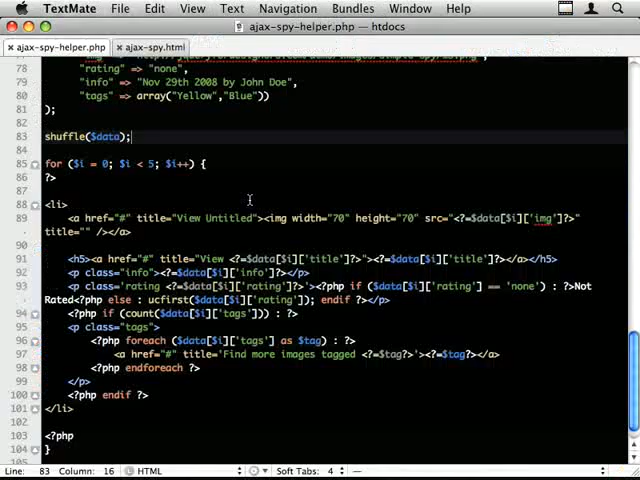 TextMate File Edit View Text Navigation Bundles Window Help
ajax-spy-helper.php — htdocs
ajax-spy-helper.php ajax-spy.html
78 "rating" => "none",
79 "info" => "Nov 29th 2008 by John Doe",
80 "tags" => array("Yellow","Blue"))
81 );
82
83 shuffle($data);
84
85 for ($i = 0; $i < 5; $i++) {
86 ?>
87
88 <li>
89 <a href="#" title="View Untitled"><img width="70" height="70" src="<?=$data[$i]['img']?>"
title="" /></a>
90
91 <h5><a href="#" title="View <?=$data[$i]['title']?>"><?=$data[$i]['title']?></a></h5>
92 <p class="info"><?=$data[$i]['info']?></p>
93 <p class='rating <?=$data[$i]['rating']?>'><?php if ($data[$i]['rating'] == 'none') : ?>Not
Rated<?php else : ucfirst($data[$i]['rating']); endif ?></p>
94 <?php if (count($data[$i]['tags'])) : ?>
95 <p class="tags">
96 <?php foreach ($data[$i]['tags'] as $tag) : ?>
97 <a href="#" title='Find more images tagged <?=$tag?>'><?=$tag?></a>
98 <?php endforeach ?>
99 </p>
100 <?php endif ?>
101 </li>
102
103 <?php
104 }
Line: 83 Column: 16 HTML Soft Tabs: 4 —